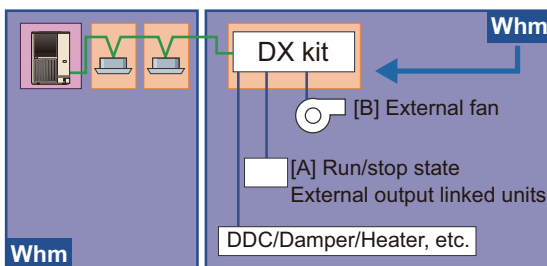 Whm
DX kit
[B] External fan
[A] Run/stop state
External output linked units
DDC/Damper/Heater, etc.
Whm